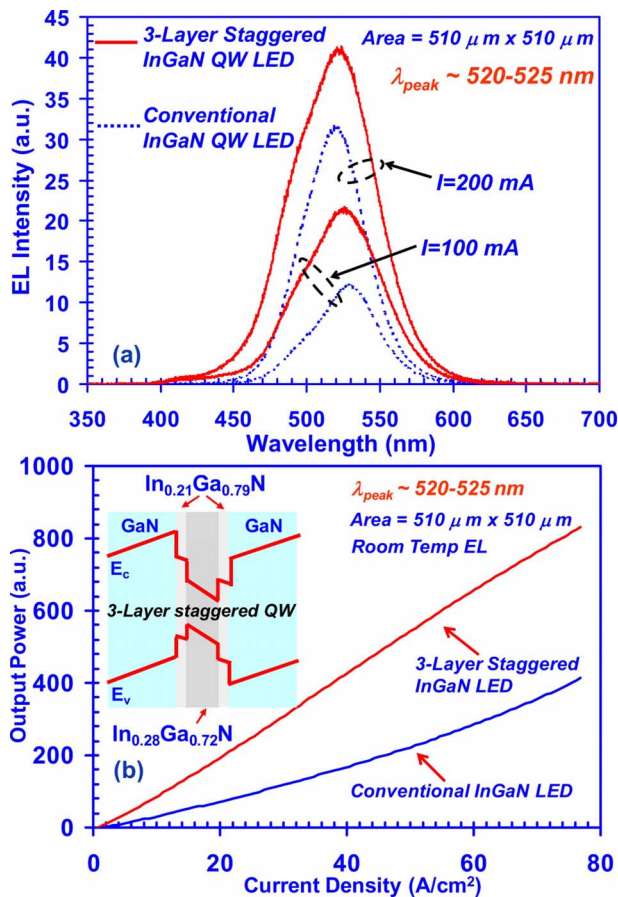 45
40
35
30
25
20
15
10
5
0
EL Intensity (a.u.)
3-Layer Staggered
InGaN QW LED
Conventional
InGaN QW LED
Area = 510 μm x 510 μm
λpeak ~ 520-525 nm
I=200 mA
I=100 mA
(a)
350 400 450 500 550 600 650 700
Wavelength (nm)
1000
800
600
400
200
0
Output Power (a.u.)
In0.21Ga0.79N
GaN GaN
Ec
3-Layer staggered QW
Ev
In0.28Ga0.72N
λpeak ~ 520-525 nm
Area = 510 μm x 510 μm
Room Temp EL
3-Layer Staggered
InGaN LED
Conventional InGaN LED
(b)
0 20 40 60 80
Current Density (A/cm²)